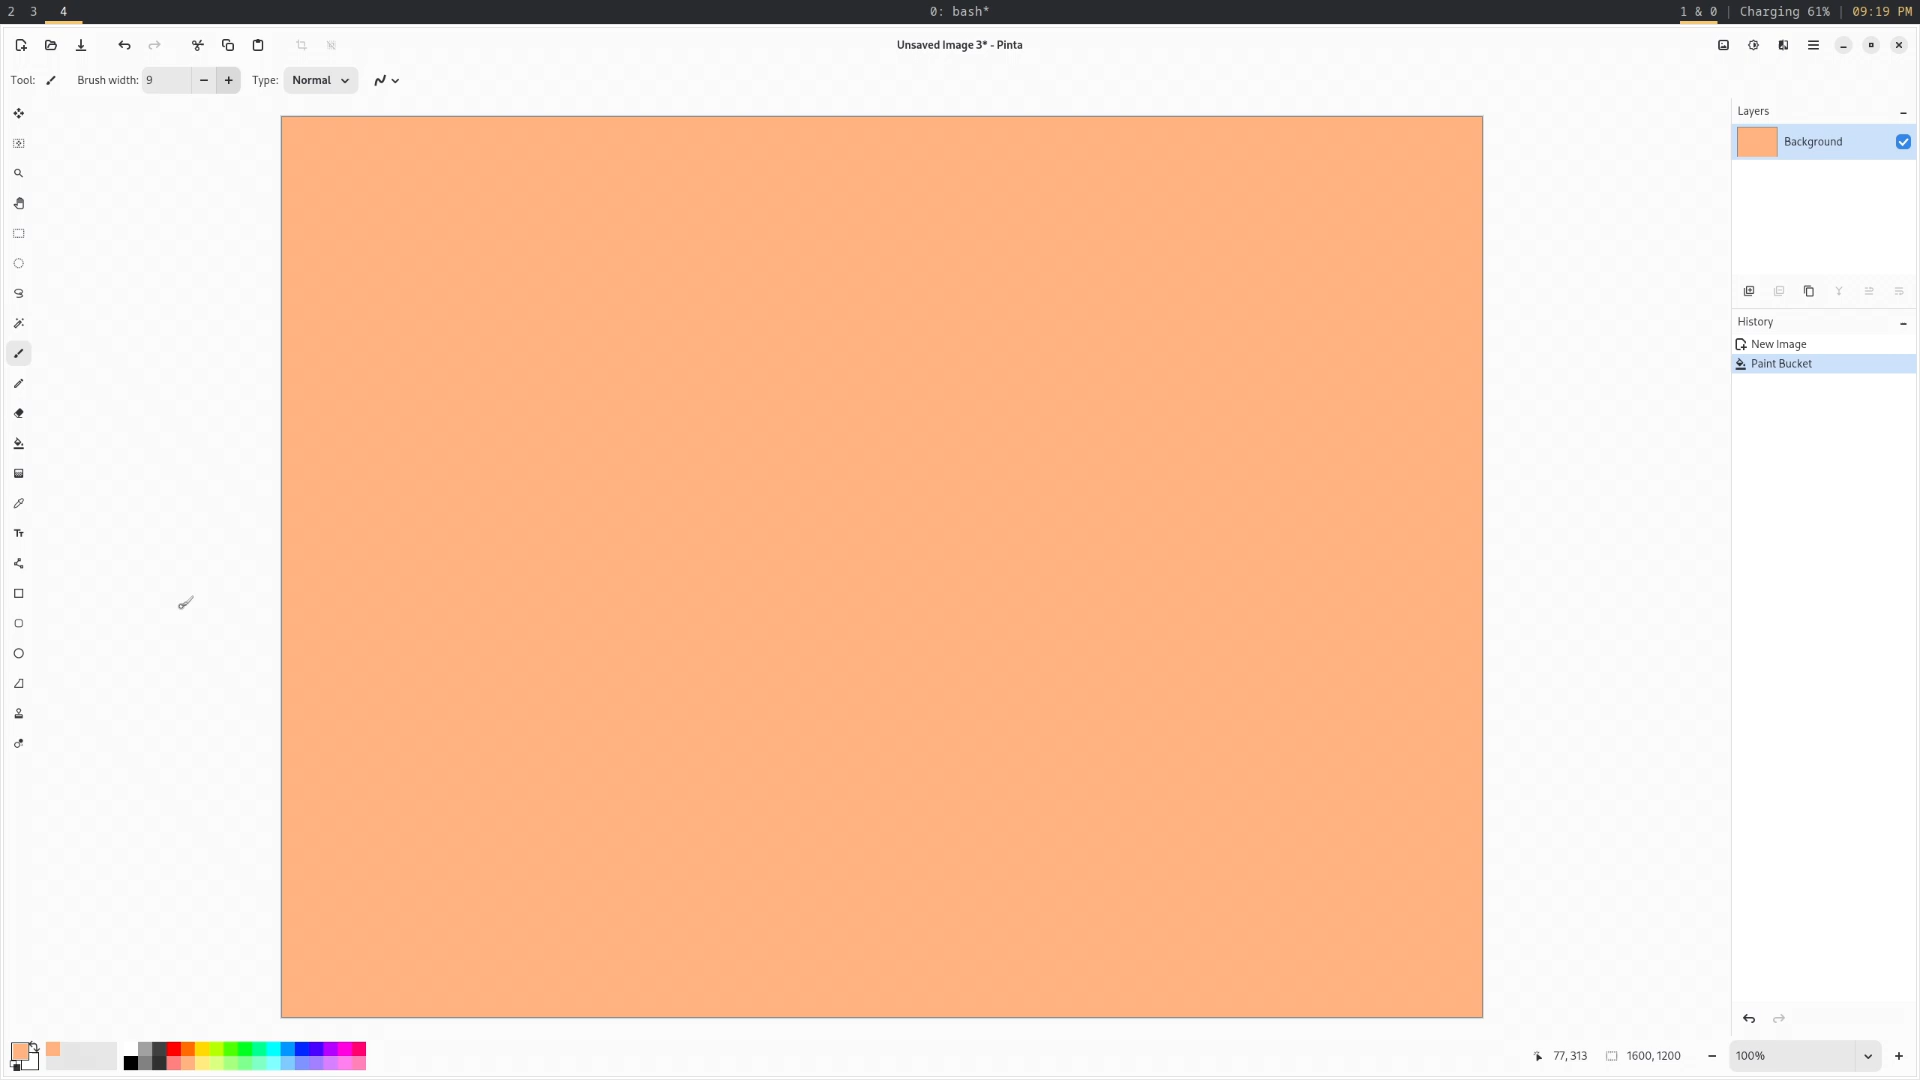 2 3 4 0: bash* 1 & 0 | Charging 61% | 09:19 PM
Unsaved Image 3* - Pinta
Tool: Brush width: 9 Type: Normal
Layers
Background
History
New Image
Paint Bucket
77, 313 1600, 1200 100%